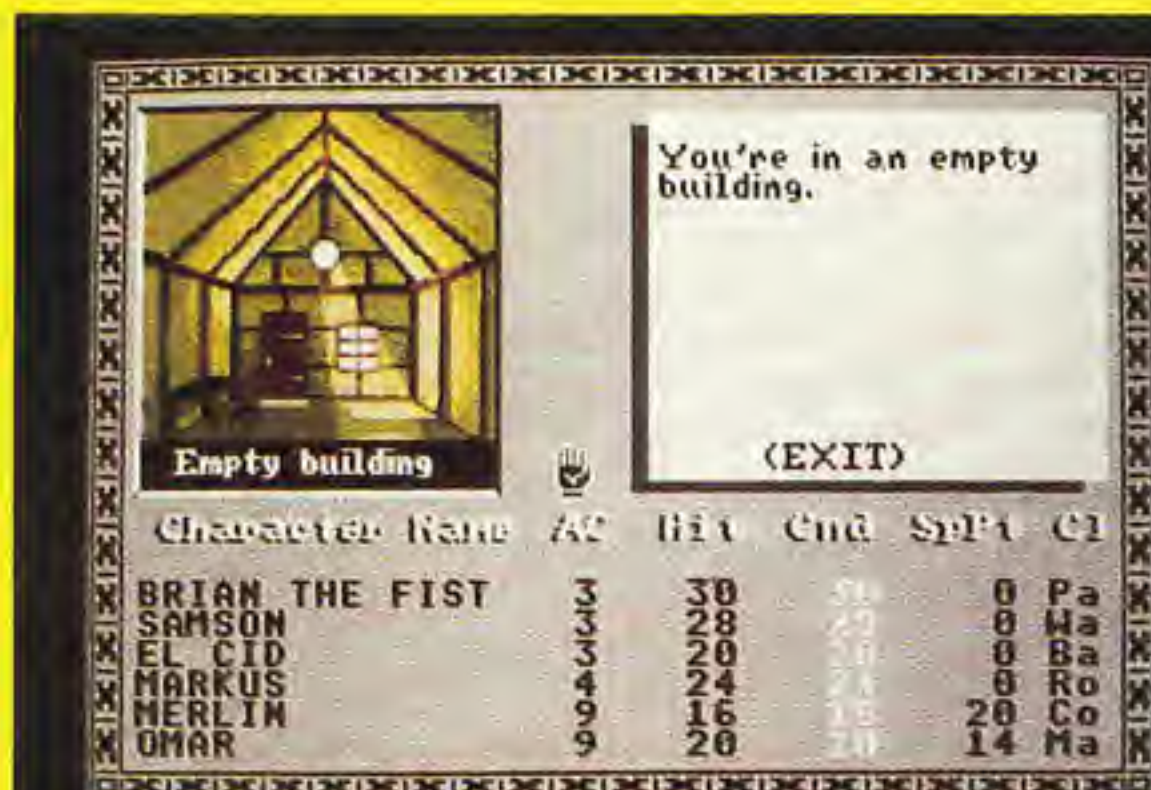 You're in an empty
building.
(EXIT)
Empty building
Character Name AC Hit Cnd SpPt Cl
BRIAN THE FIST 3 30 0 Pa
SAMSON 3 28 0 Wa
EL CID 3 20 0 Ba
MARKUS 4 24 0 Ro
MERLIN 9 16 20 Co
OMAR 9 20 14 Ma